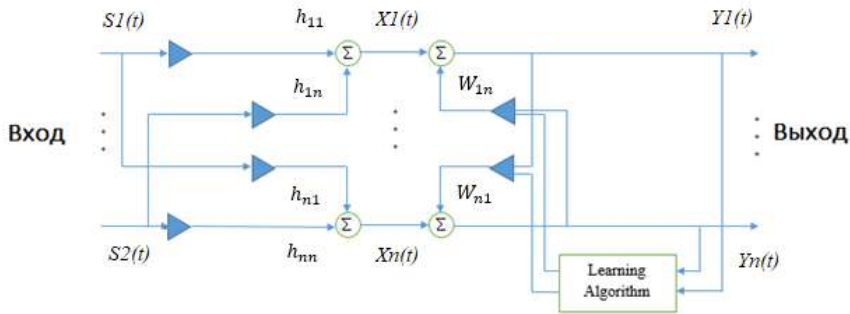 S1(t)
h₁₁
X1(t)
Y1(t)
Σ
Σ
h₁ₙ
W₁ₙ
Вход
Выход
hₙ₁
Wₙ₁
Σ
Σ
S2(t)
hₙₙ
Xn(t)
Yn(t)
Learning
Algorithm